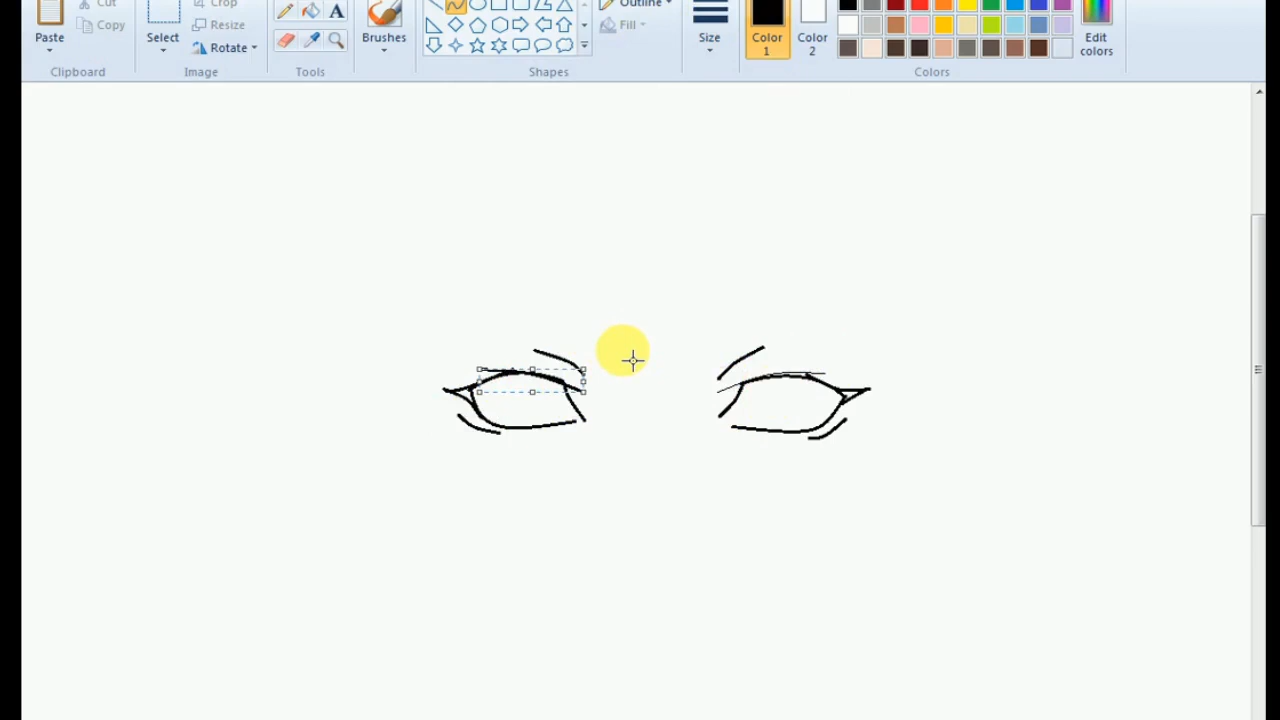 Cut
Crop
Outline
Paste
Copy
Select
Resize
Rotate
A
Brushes
Fill
Size
Color 1
Color 2
Edit colors
Clipboard
Image
Tools
Shapes
Colors